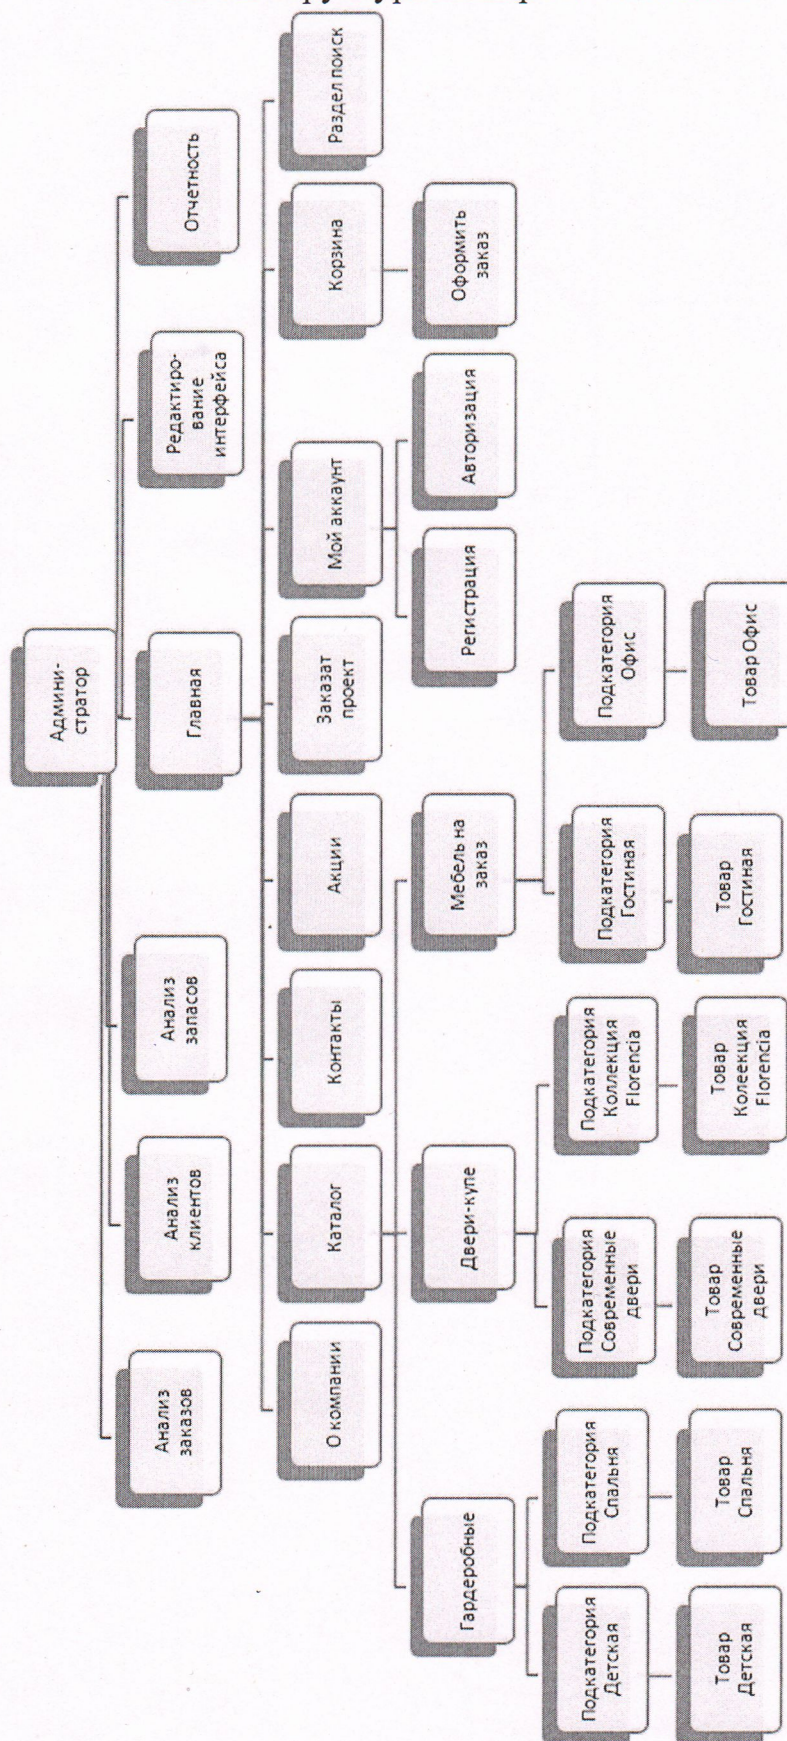 Админи-
стратор
Анализ
заказов
Анализ
клиентов
Анализ
запасов
Главная
Редактиро-
вание
интерфейса
Отчетность
О компании
Каталог
Контакты
Акции
Заказат
проект
Мой аккаунт
Корзина
Раздел поиск
Гардеробные
Двери-купе
Мебель на
заказ
Регистрация
Авторизация
Оформить
заказ
Подкатегория
Детская
Подкатегория
Спальня
Подкатегория
Современные
двери
Подкатегория
Коллекция
Florencia
Подкатегория
Гостиная
Подкатегория
Офис
Товар
Детская
Товар
Спальня
Товар
Современные
двери
Товар
Колеекция
Florencia
Товар
Гостиная
Товар Офис